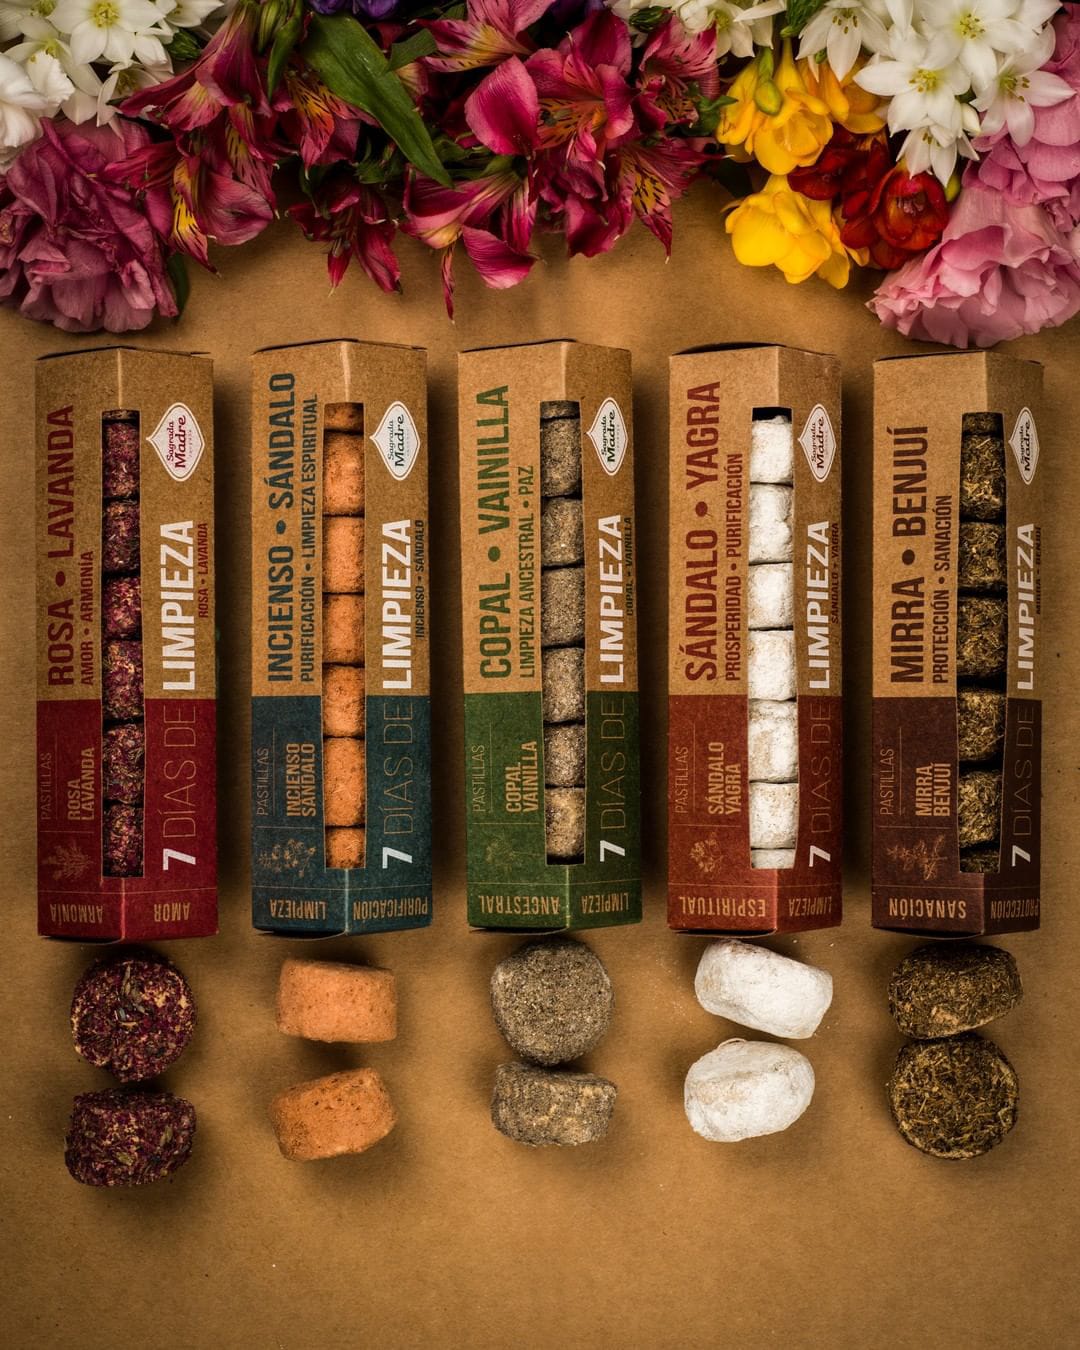 ROSA • LAVANDA
AMOR • ARMONÍA
Sagrada
Madre
7 DÍAS DE LIMPIEZA
ROSA • LAVANDA
PASTILLAS
ROSA
LAVANDA
ARMONÍA
AMOR
INCIENSO • SÁNDALO
PURIFICACIÓN • LIMPIEZA ESPIRITUAL
Sagrada
Madre
7 DÍAS DE LIMPIEZA
INCIENSO • SÁNDALO
PASTILLAS
INCIENSO
SÁNDALO
LIMPIEZA
PURIFICACIÓN
COPAL • VAINILLA
LIMPIEZA ANCESTRAL • PAZ
Sagrada
Madre
7 DÍAS DE LIMPIEZA
COPAL • VAINILLA
PASTILLAS
COPAL
VAINILLA
ANCESTRAL
LIMPIEZA
SÁNDALO • YAGRA
PROSPERIDAD • PURIFICACIÓN
Sagrada
Madre
7 DÍAS DE LIMPIEZA
SÁNDALO • YAGRA
PASTILLAS
SÁNDALO
YAGRA
ESPIRITUAL
LIMPIEZA
MIRRA • BENJUÍ
PROTECCIÓN • SANACIÓN
Sagrada
Madre
7 DÍAS DE LIMPIEZA
MIRRA • BENJUÍ
PASTILLAS
MIRRA
BENJUÍ
SANACIÓN
PROTECCIÓN